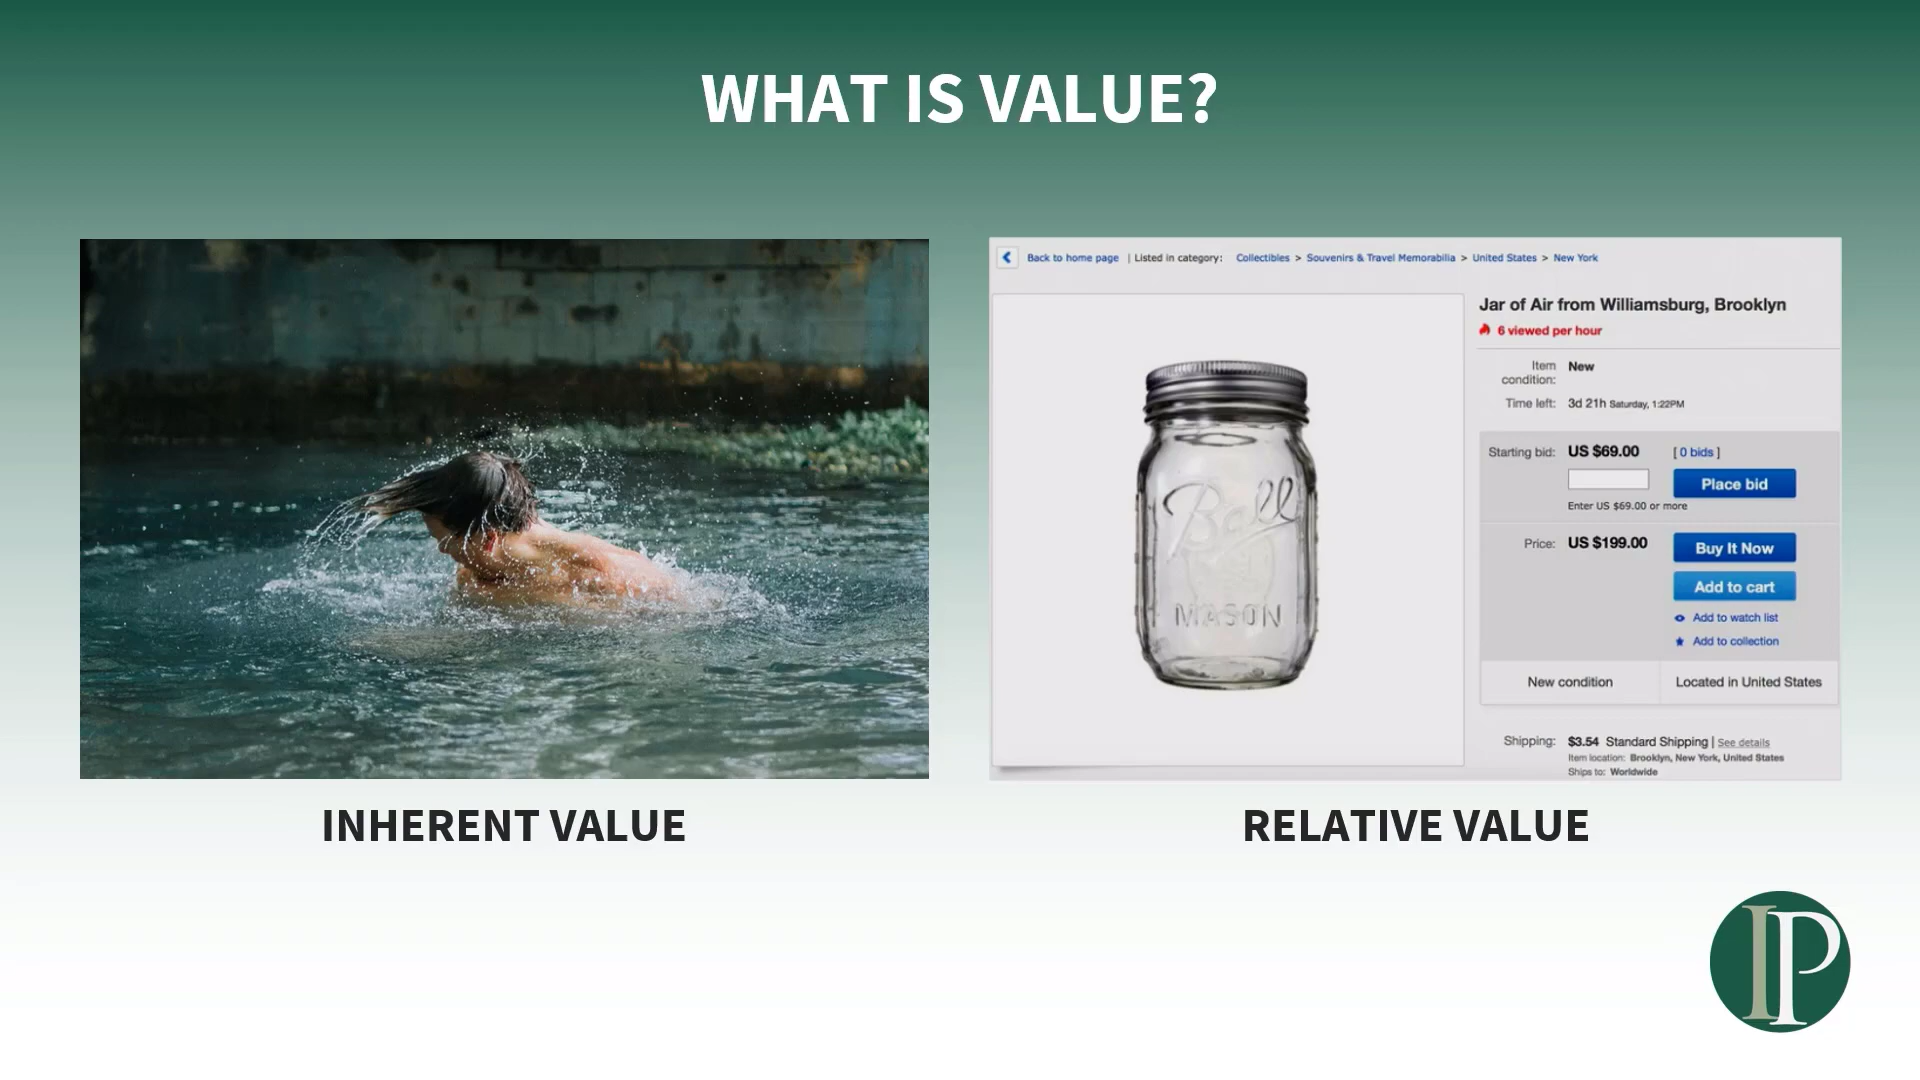 WHAT IS VALUE?
Back to home page | Listed in category: Collectibles > Souvenirs & Travel Memorabilia > United States > New York
Jar of Air from Williamsburg, Brooklyn
6 viewed per hour
Item condition: New
Time left: 3d 21h Saturday, 1:22PM
Starting bid: US $69.00 [ 0 bids ]
Place bid
Enter US $69.00 or more
Price: US $199.00
Buy It Now
Add to cart
Add to watch list
Add to collection
New condition
Located in United States
Shipping: $3.54 Standard Shipping | See details
Item location: Brooklyn, New York, United States
Ships to: Worldwide
Ball
MASON
INHERENT VALUE
RELATIVE VALUE
IP